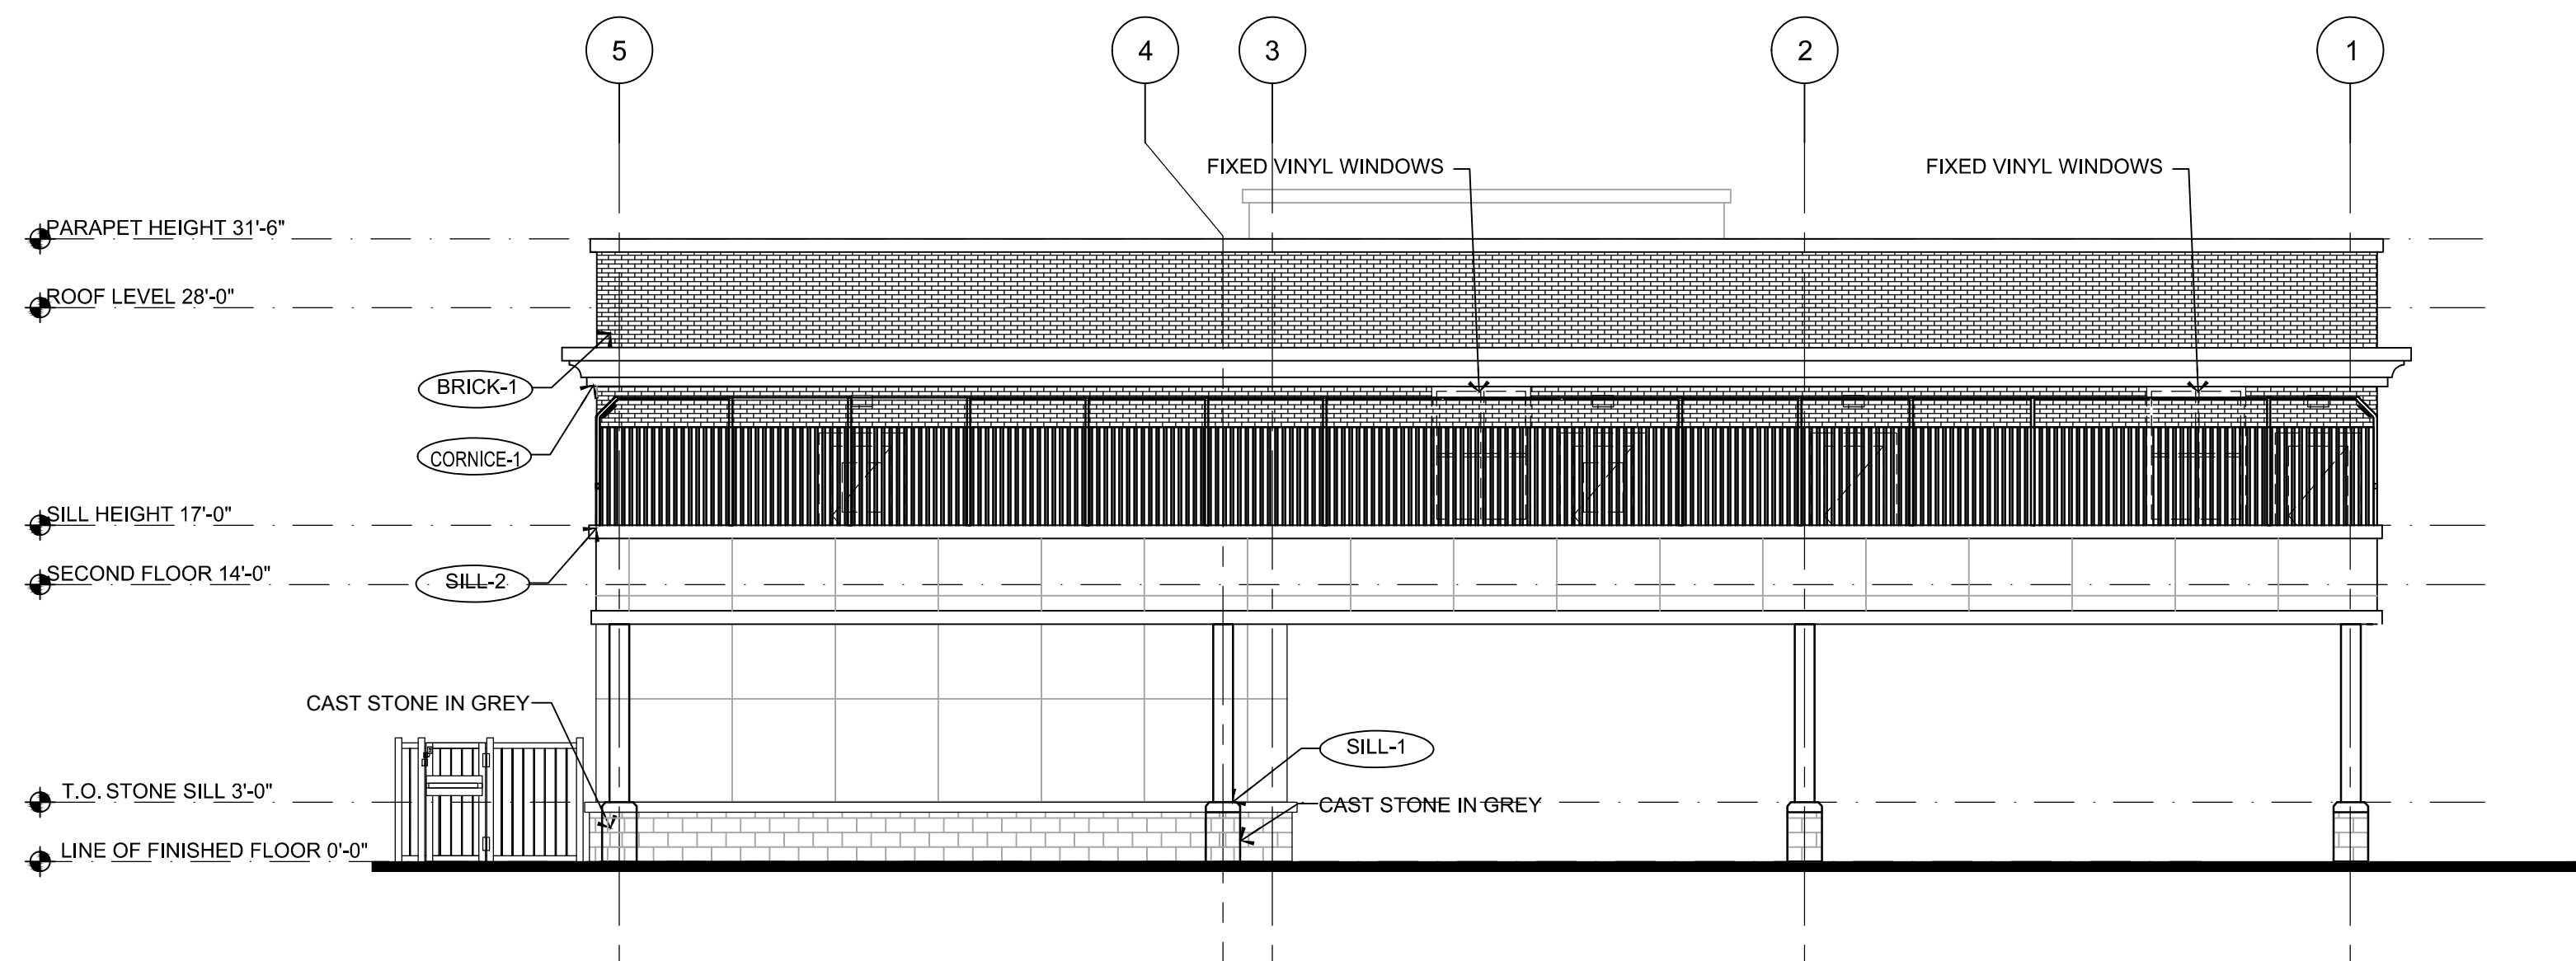 5
4
3
2
1
FIXED VINYL WINDOWS
FIXED VINYL WINDOWS
PARAPET HEIGHT 31'-6"
ROOF LEVEL 28'-0"
BRICK-1
CORNICE-1
SILL HEIGHT 17'-0"
SECOND FLOOR 14'-0"
SILL-2
CAST STONE IN GREY
SILL-1
T.O. STONE SILL 3'-0"
CAST STONE IN GREY
LINE OF FINISHED FLOOR 0'-0"